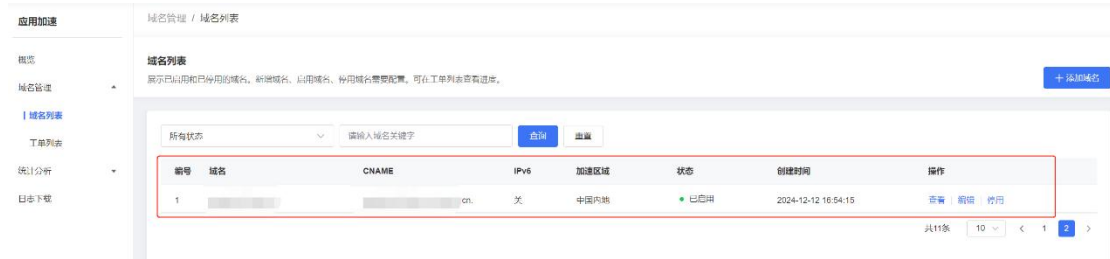 应用加速
域名管理 / 域名列表
概览
域名管理
域名列表
工单列表
统计分析
日志下载
域名列表
展示已启用和已停用的域名。新增域名、启用域名、停用域名需要配置。可在工单列表查看进度。
+ 添加域名
所有状态 请输入域名关键字 查询 重置
编号 域名 CNAME IPv6 加速区域 状态 创建时间 操作
1 cn. 关 中国内地 已启用 2024-12-12 16:54:15 查看 | 编辑 | 停用
共11条 10 < 1 2 >